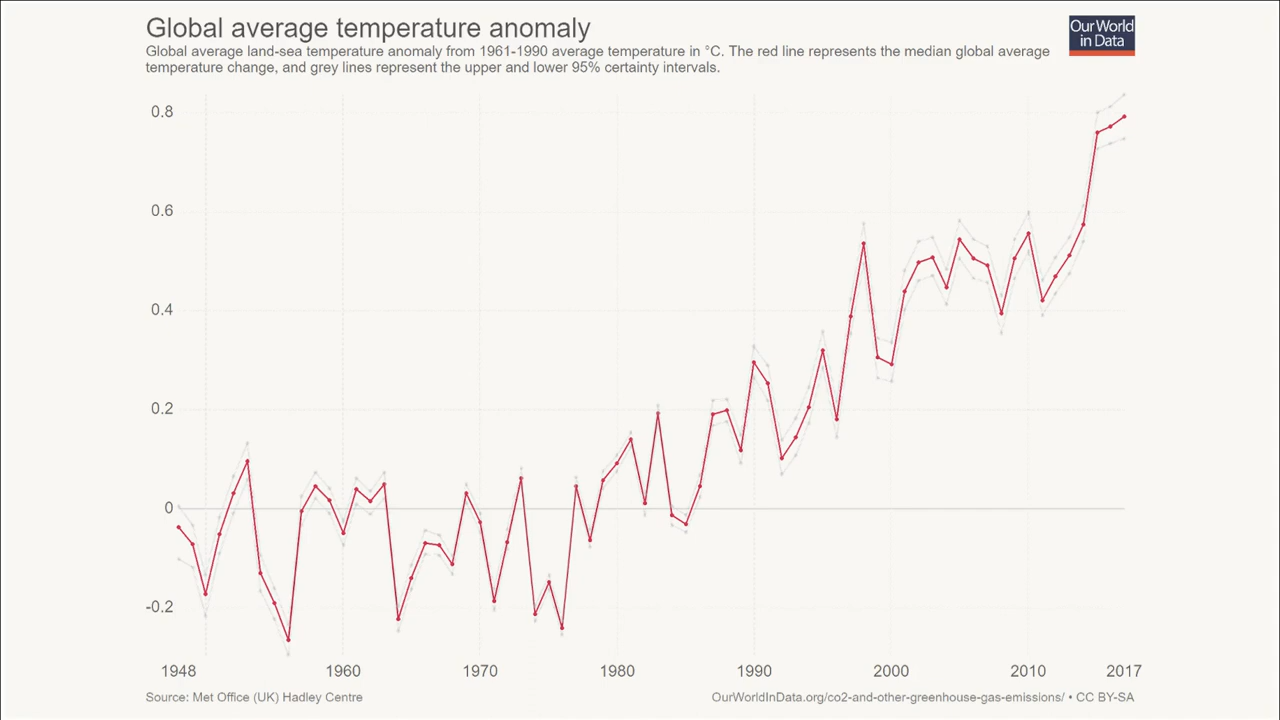 Global average temperature anomaly
Our World
in Data
Global average land-sea temperature anomaly from 1961-1990 average temperature in °C. The red line represents the median global average
temperature change, and grey lines represent the upper and lower 95% certainty intervals.
0.8
0.6
0.4
0.2
0
-0.2
1948 1960 1970 1980 1990 2000 2010 2017
Source: Met Office (UK) Hadley Centre
OurWorldInData.org/co2-and-other-greenhouse-gas-emissions/ • CC BY-SA